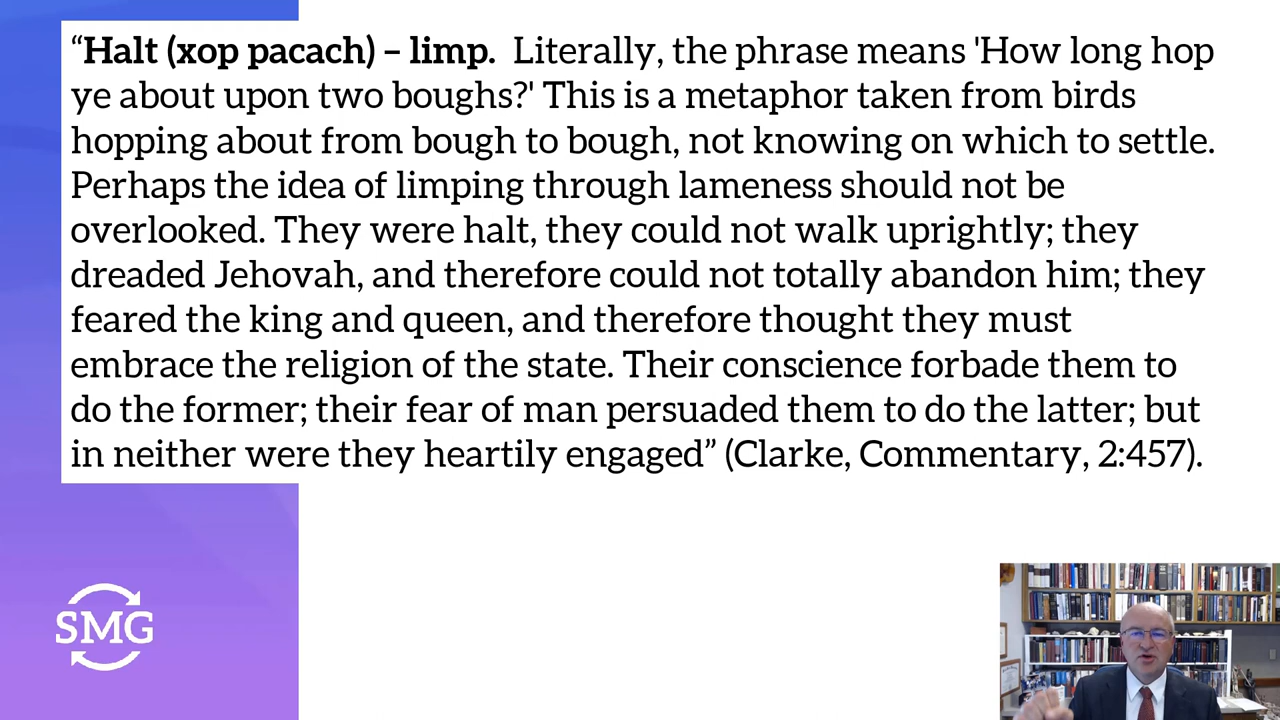 “Halt (xop pacach) – limp. Literally, the phrase means 'How long hop
ye about upon two boughs?' This is a metaphor taken from birds
hopping about from bough to bough, not knowing on which to settle.
Perhaps the idea of limping through lameness should not be
overlooked. They were halt, they could not walk uprightly; they
dreaded Jehovah, and therefore could not totally abandon him; they
feared the king and queen, and therefore thought they must
embrace the religion of the state. Their conscience forbade them to
do the former; their fear of man persuaded them to do the latter; but
in neither were they heartily engaged” (Clarke, Commentary, 2:457).
SMG